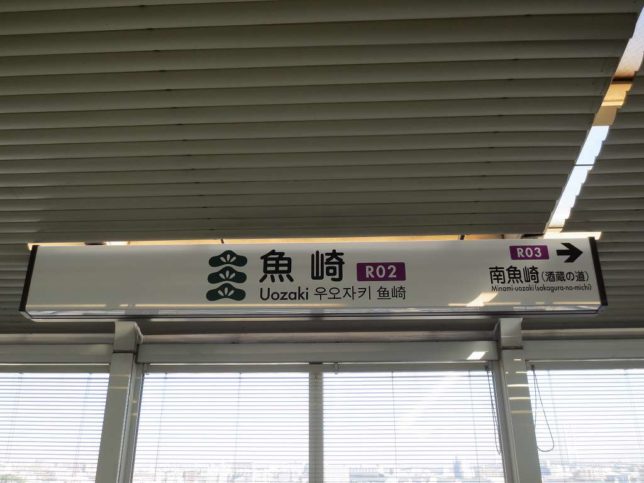 魚崎 R02
Uozaki 우오자키 鱼崎
R03
南魚崎(酒蔵の道)
Minami-uozaki(sakagura-no-michi)